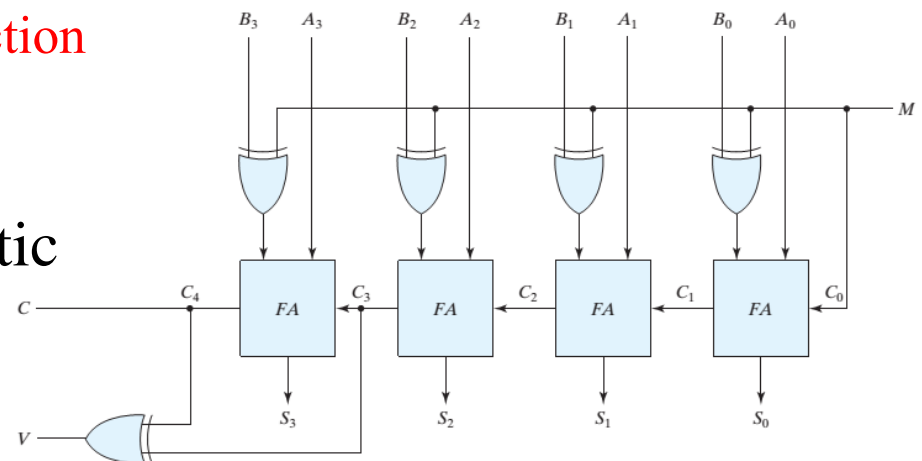 ction
B₃ A₃ B₂ A₂ B₁ A₁ B₀ A₀
M
tic
C C₄ FA C₃ FA C₂ FA C₁ FA C₀
S₃ S₂ S₁ S₀
V